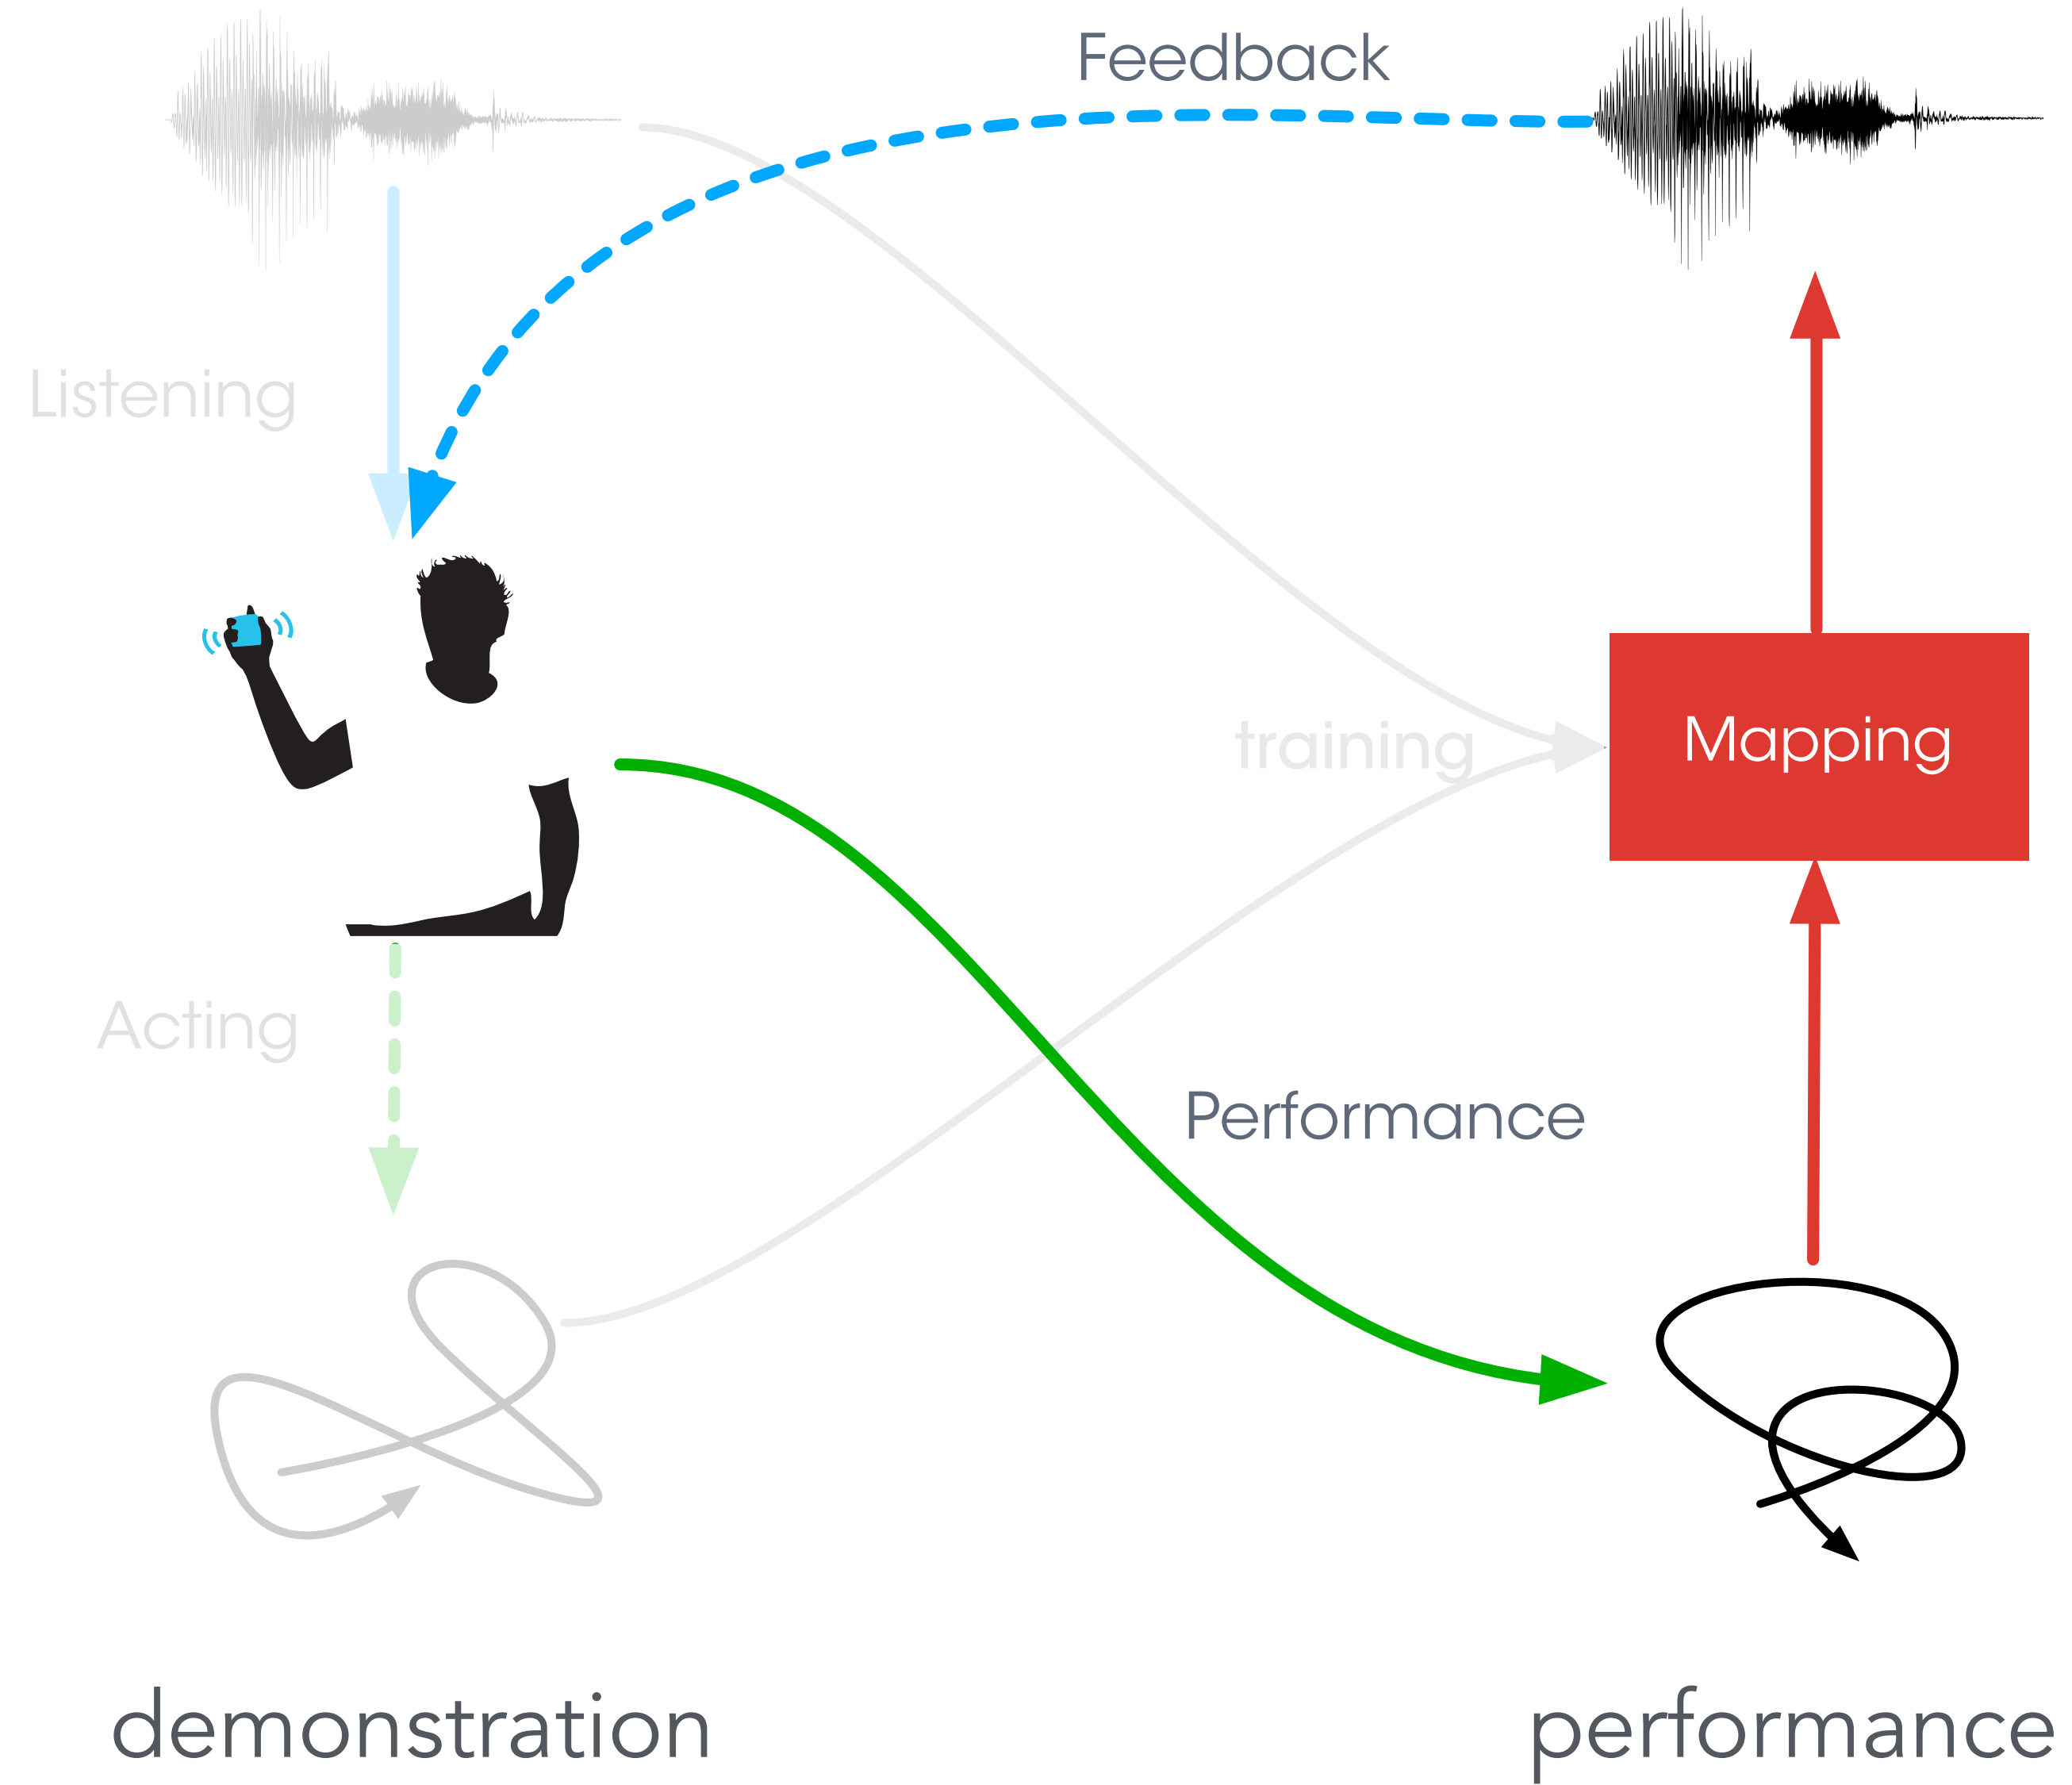 Feedback
Listening
training
Mapping
Acting
Performance
demonstration
performance